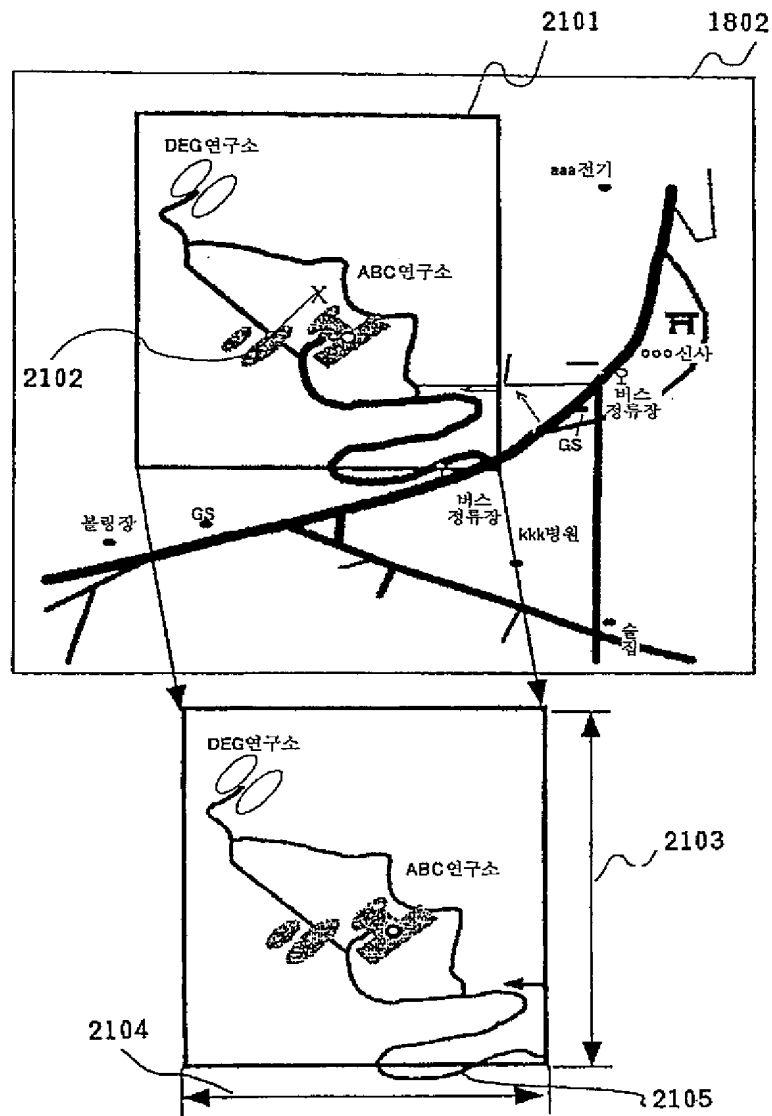 2101
1802
DEG연구소
aaa전기
ABC연구소
X
2102
ooo신사
버스
정류장
GS
버스
정류장
볼링장
GS
kkk병원
술
집
DEG연구소
2103
ABC연구소
2104
2105